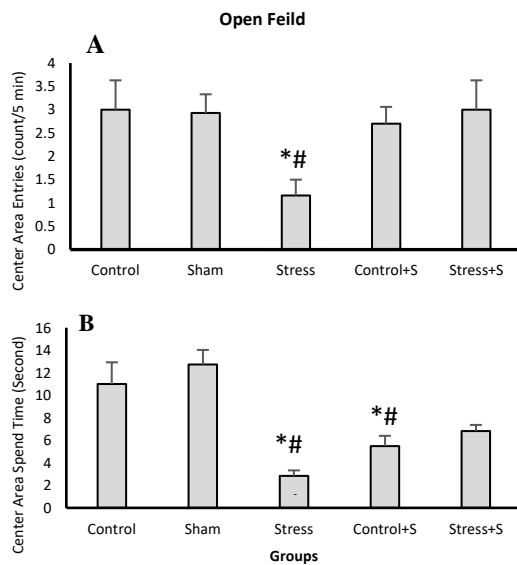 Open Feild
A
Center Area Entries (count/5 min)
4
3.5
3
2.5
2
1.5
1
0.5
0
*#
Control Sham Stress Control+S Stress+S
B
Center Area Spend Time (Second)
16
14
12
10
8
6
4
2
0
*#
*#
Control Sham Stress Control+S Stress+S
Groups